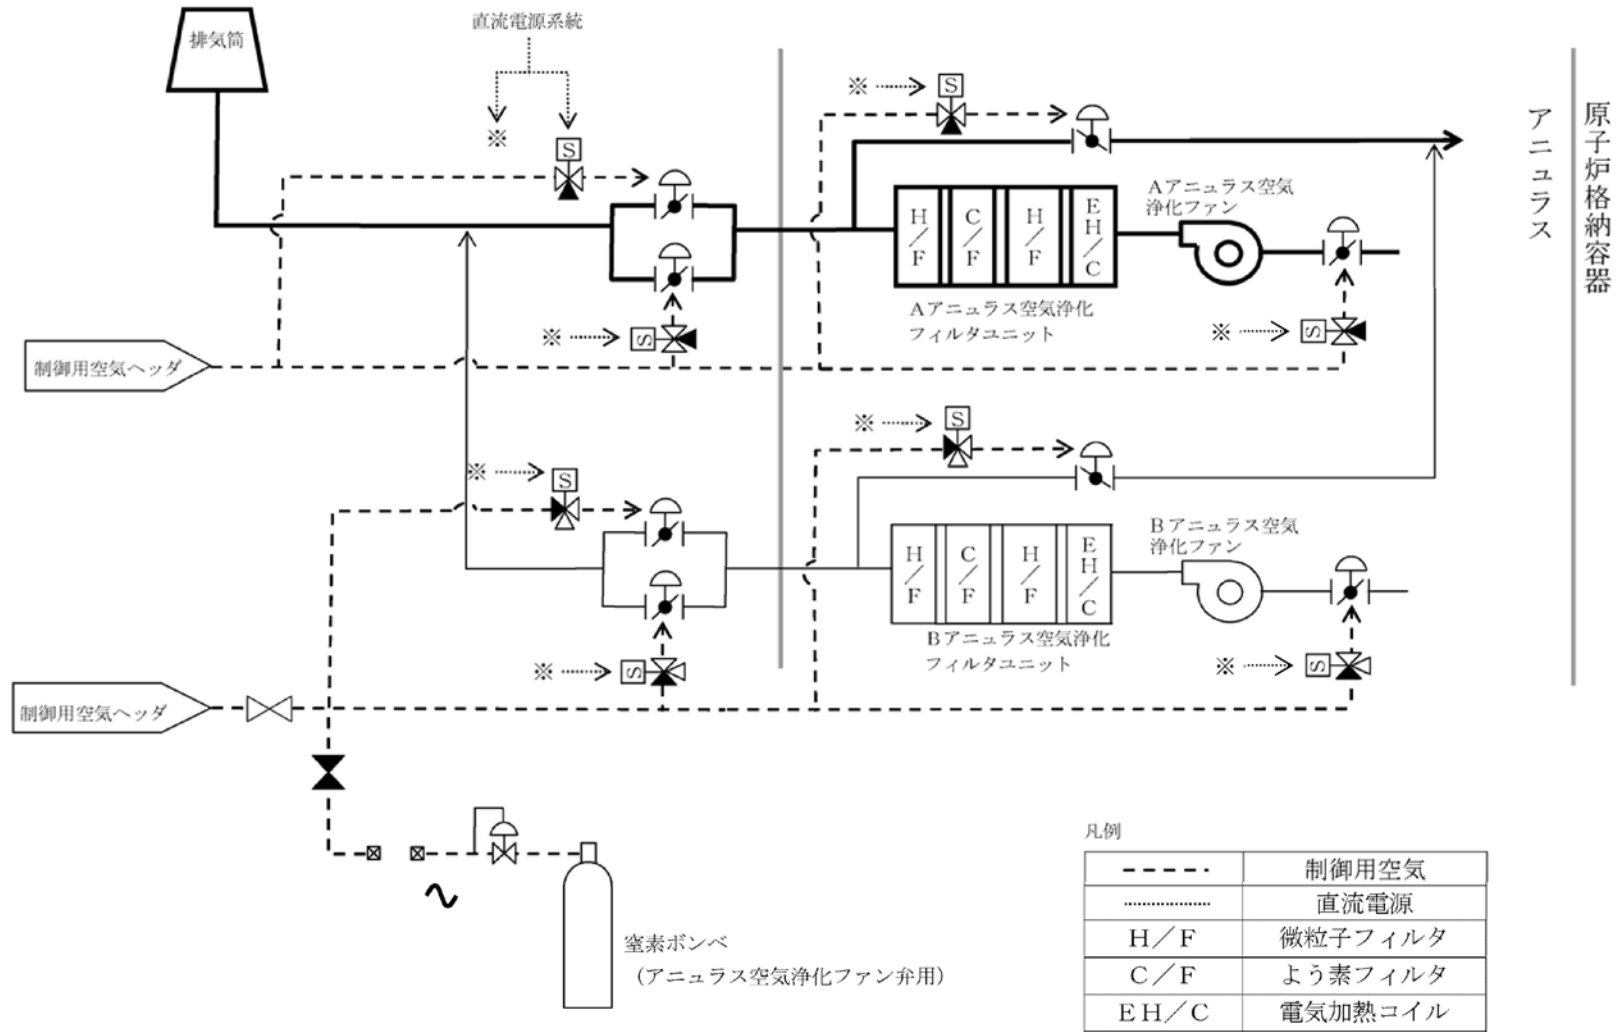 排気筒
直流電源系統
※
※
S
S
アニュラス
原子炉格納容器
Aアニュラス空気
浄化ファン
H/F
C/F
H/F
EH/C
Aアニュラス空気浄化
フィルタユニット
※
S
※
S
制御用空気ヘッダ
※
S
※
S
Bアニュラス空気
浄化ファン
H/F
C/F
H/F
EH/C
Bアニュラス空気浄化
フィルタユニット
※
S
※
S
制御用空気ヘッダ
窒素ボンベ
(アニュラス空気浄化ファン弁用)
凡例
制御用空気
直流電源
H/F 微粒子フィルタ
C/F よう素フィルタ
EH/C 電気加熱コイル